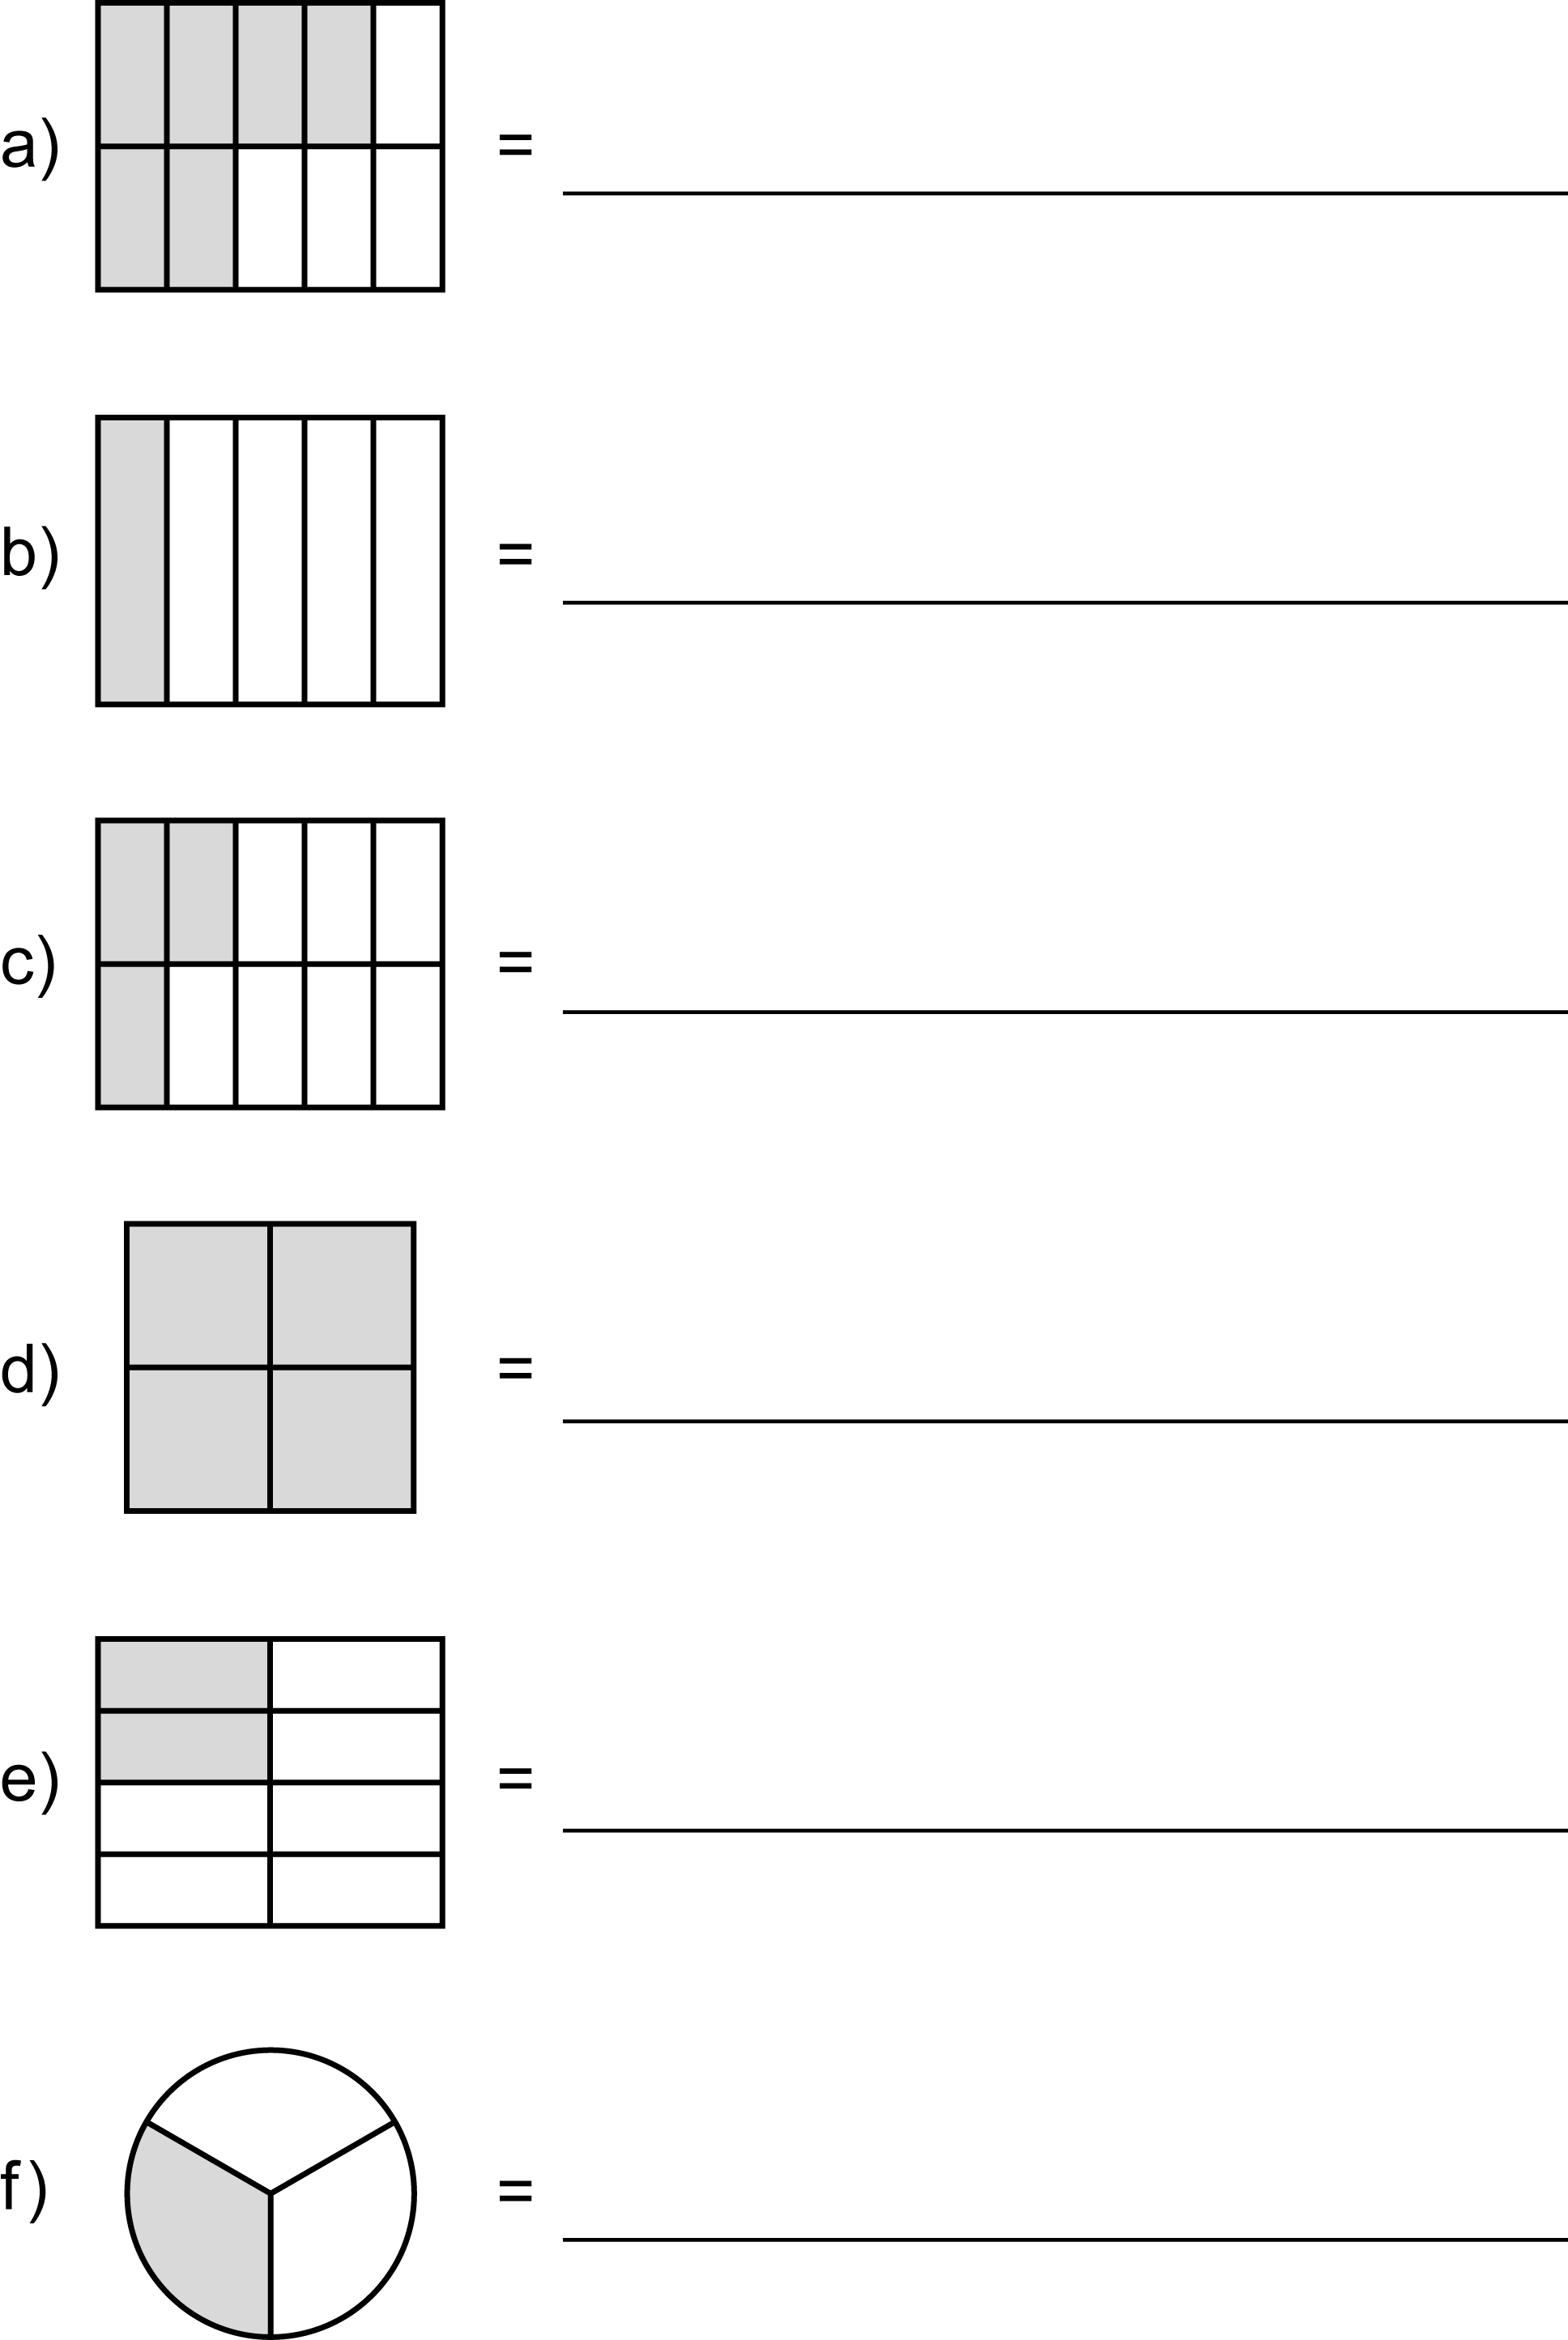 a) =
b) =
c) =
d) =
e) =
f) =